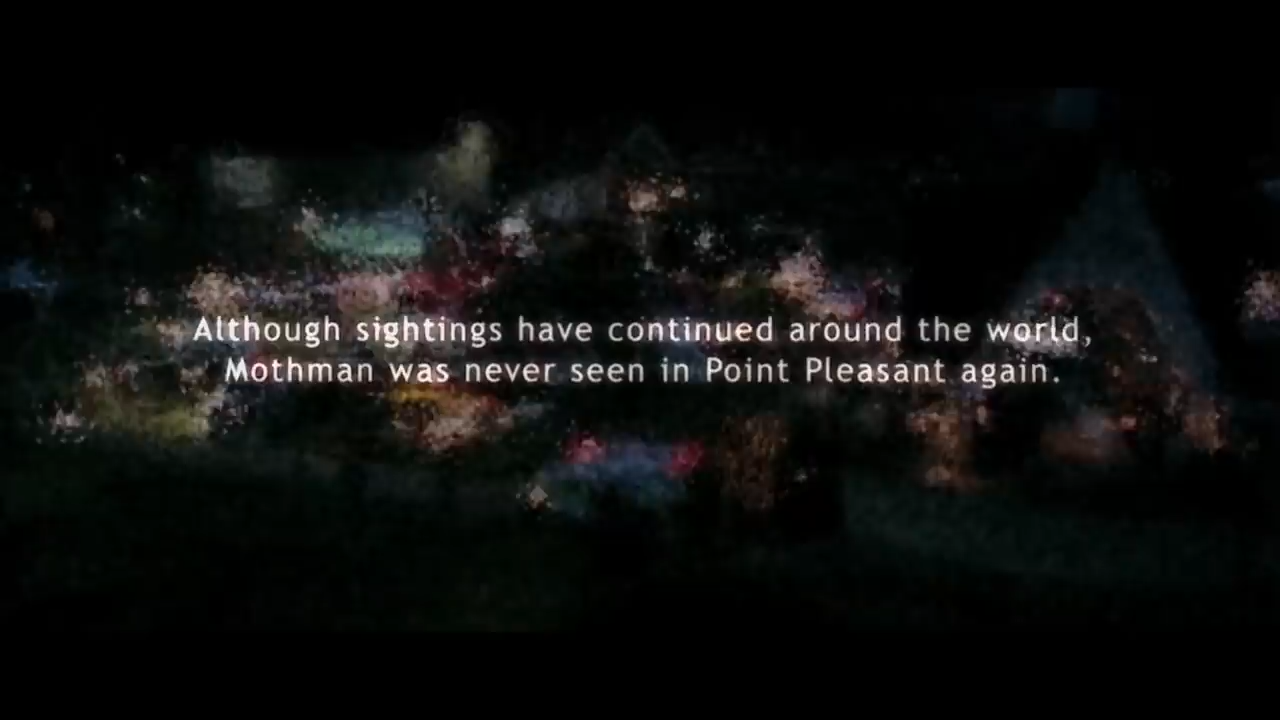 Although sightings have continued around the world,
Mothman was never seen in Point Pleasant again.